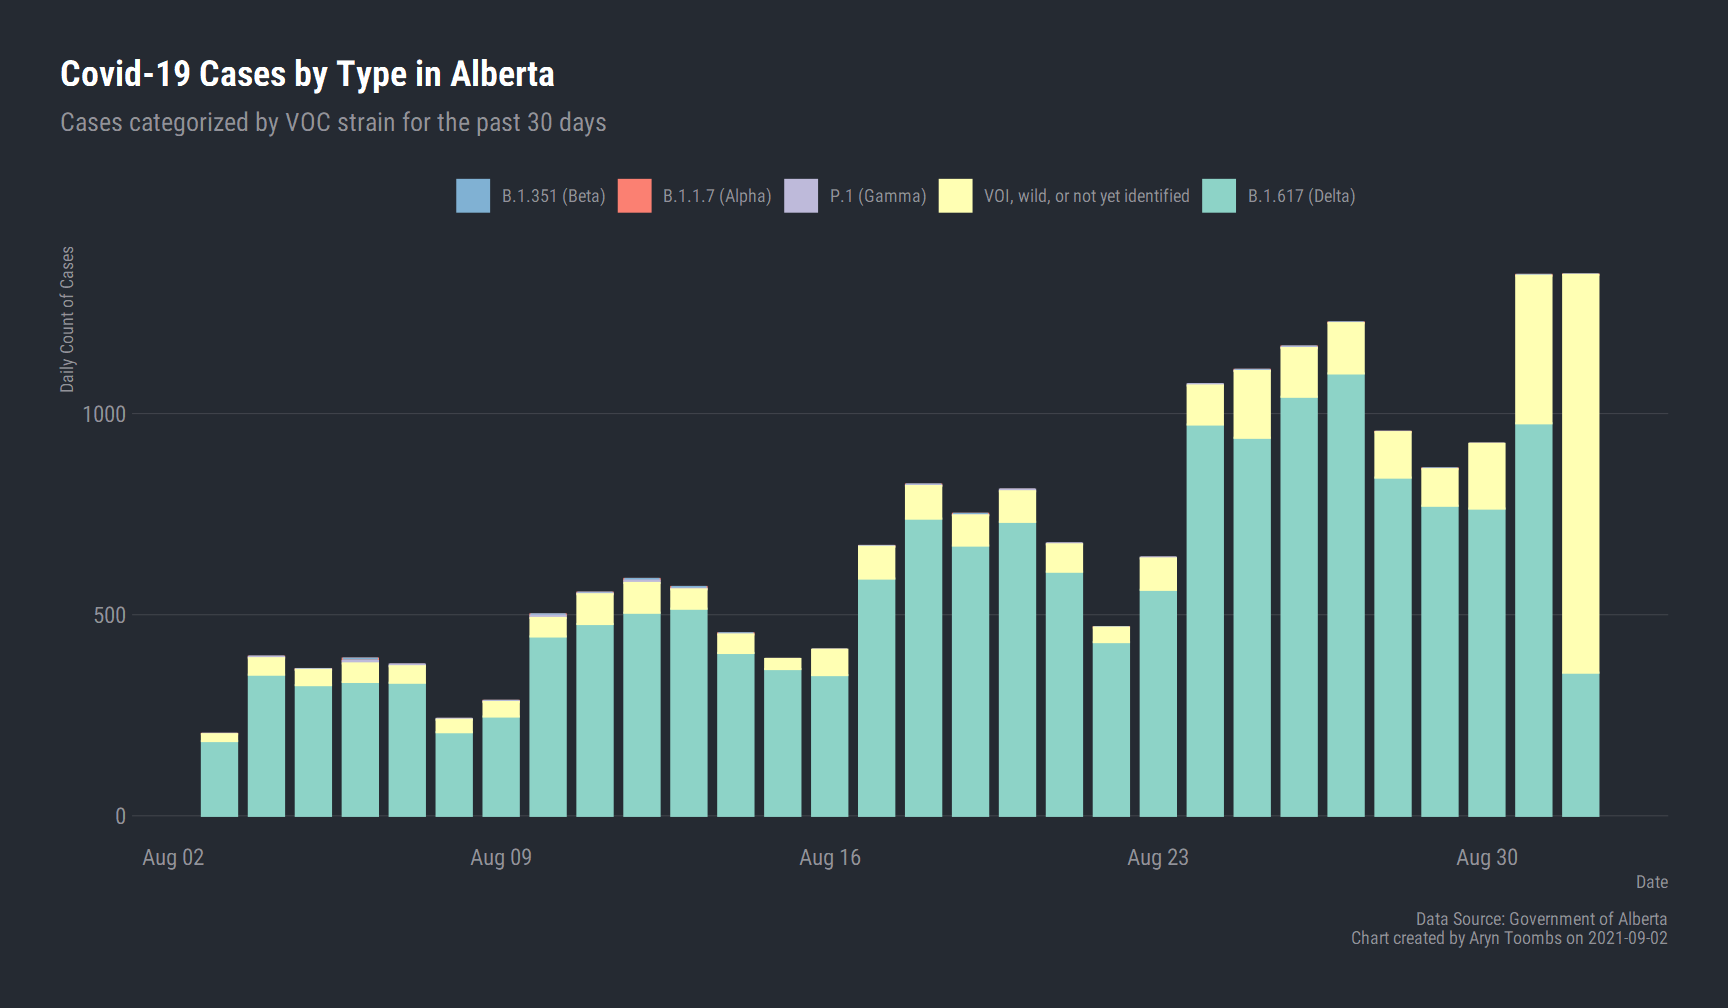 Covid-19 Cases by Type in Alberta
Cases categorized by VOC strain for the past 30 days
B.1.351 (Beta)
B.1.1.7 (Alpha)
P.1 (Gamma)
VOI, wild, or not yet identified
B.1.617 (Delta)
Daily Count of Cases
1000
500
0
Aug 02
Aug 09
Aug 16
Aug 23
Aug 30
Date
Data Source: Government of Alberta
Chart created by Aryn Toombs on 2021-09-02